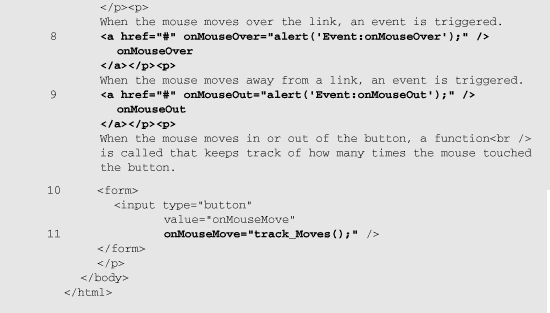 </p><p>
When the mouse moves over the link, an event is triggered.
8 <a href="#" onMouseOver="alert('Event:onMouseOver');" />
onMouseOver
</a></p><p>
When the mouse moves away from a link, an event is triggered.
9 <a href="#" onMouseOut="alert('Event:onMouseOut');" />
onMouseOut
</a></p><p>
When the mouse moves in or out of the button, a function<br />
is called that keeps track of how many times the mouse touched
the button.
10 <form>
<input type="button"
value="onMouseMove"
11 onMouseMove="track_Moves();" />
</form>
</p>
</body>
</html>